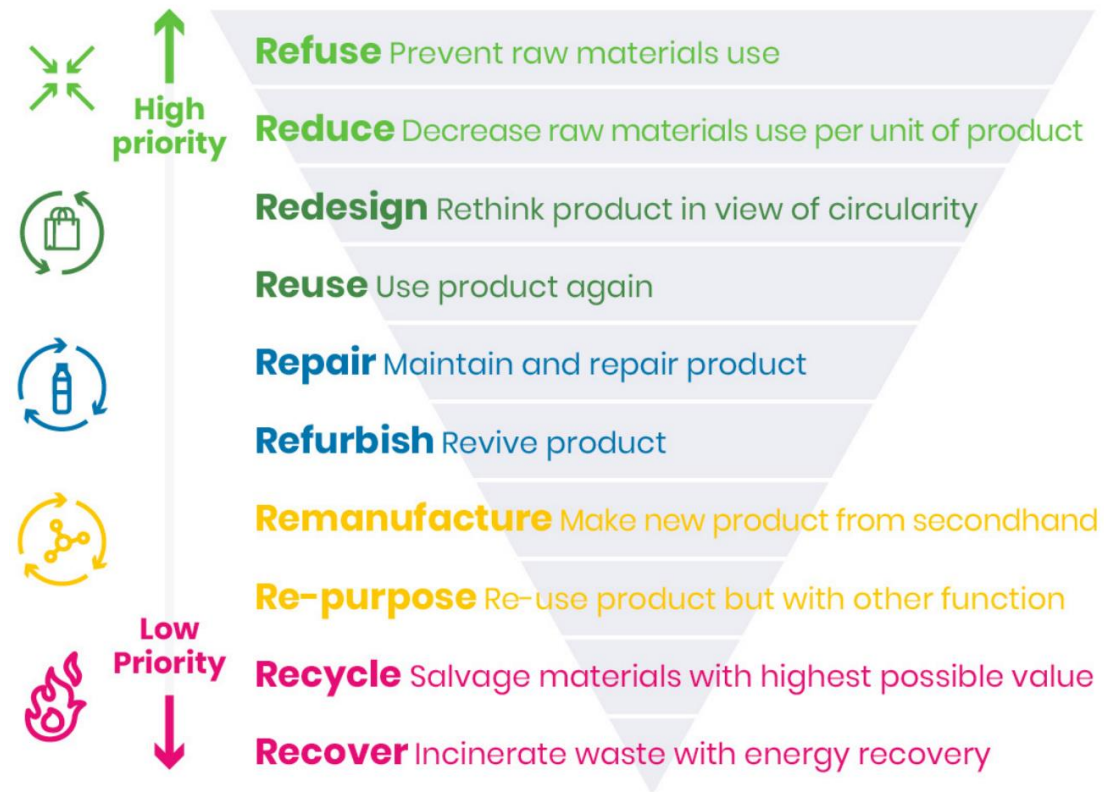 Refuse Prevent raw materials use
High
priority
Reduce Decrease raw materials use per unit of product
Redesign Rethink product in view of circularity
Reuse Use product again
Repair Maintain and repair product
Refurbish Revive product
Remanufacture Make new product from secondhand
Re-purpose Re-use product but with other function
Low
Priority
Recycle Salvage materials with highest possible value
Recover Incinerate waste with energy recovery